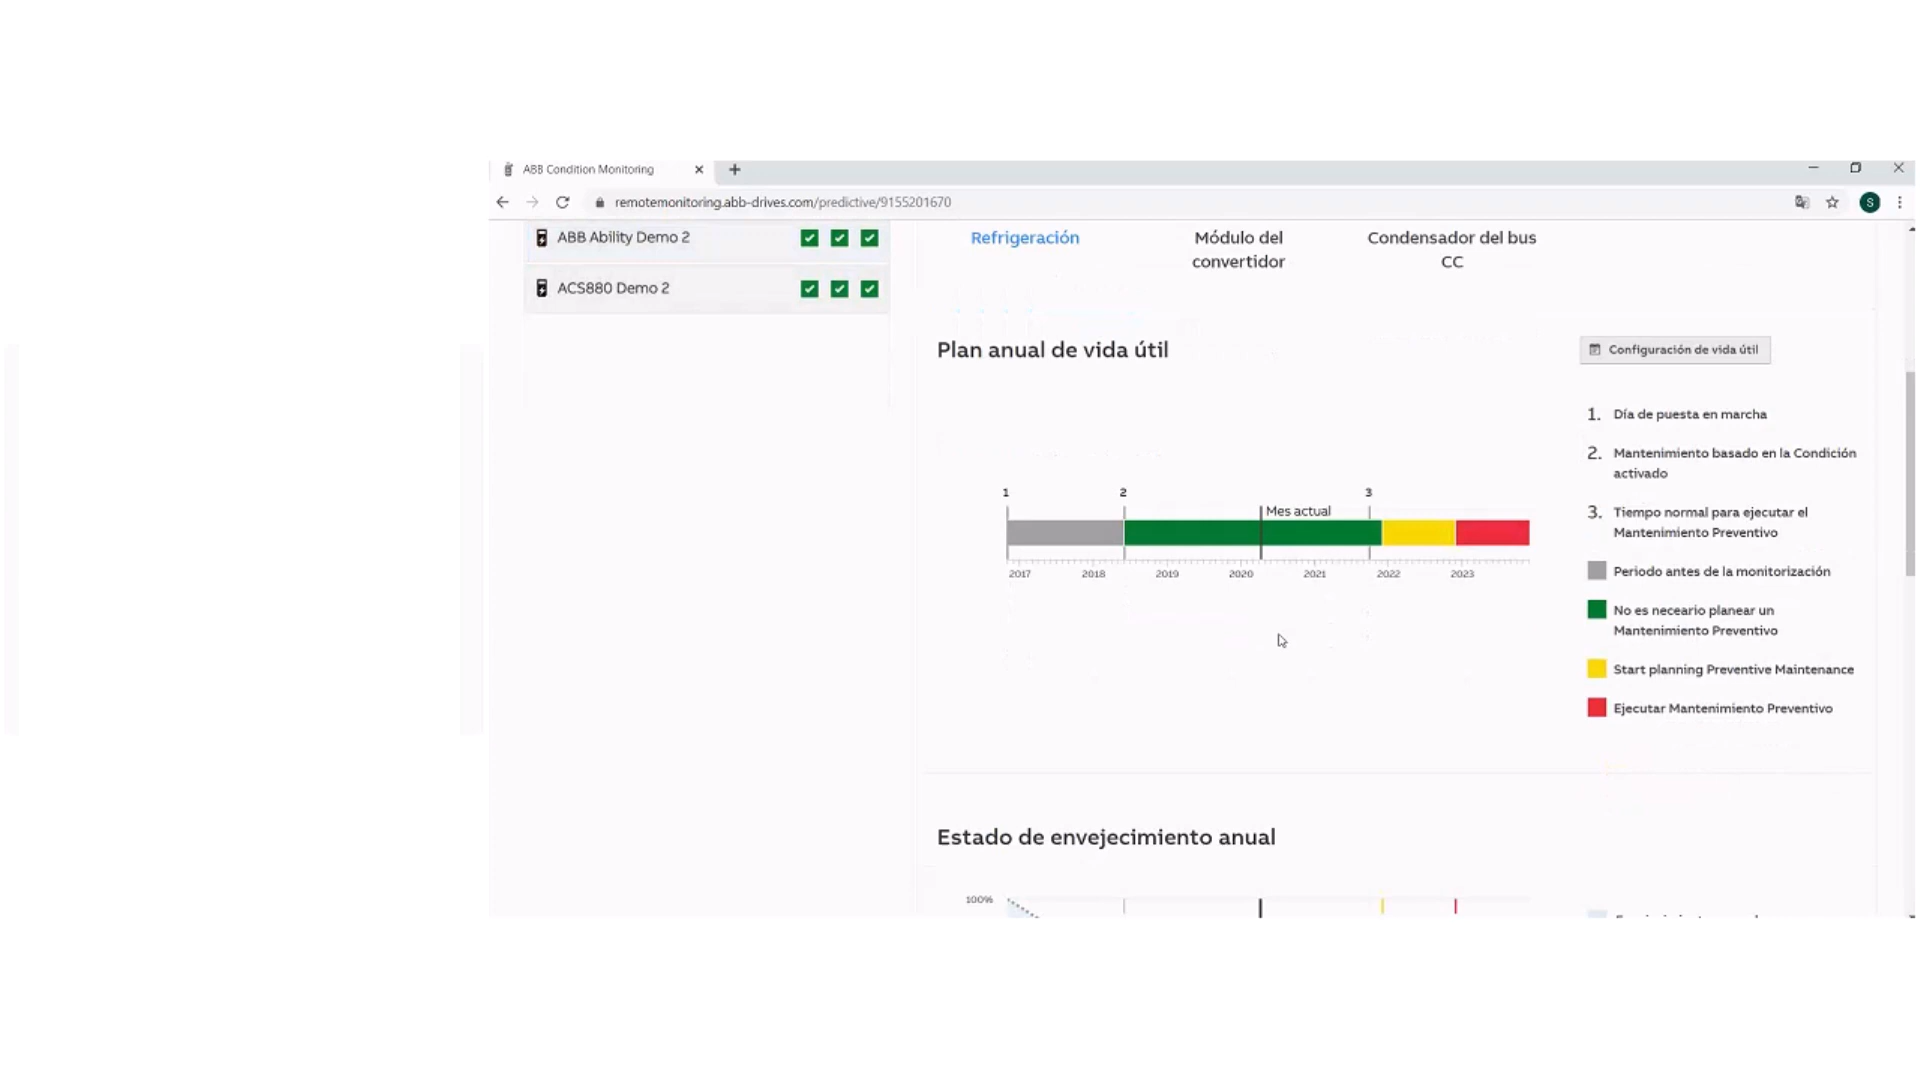 ABB Condition Monitoring
remotemonitoring.abb-drives.com/predictive/9155201670
S
ABB Ability Demo 2
ACS880 Demo 2
Refrigeración
Módulo del
convertidor
Condensador del bus
CC
Plan anual de vida útil
Configuración de vida útil
1 2 3
Mes actual
2017 2018 2019 2020 2021 2022 2023
1. Día de puesta en marcha
2. Mantenimiento basado en la Condición
activado
3. Tiempo normal para ejecutar el
Mantenimiento Preventivo
Periodo antes de la monitorización
No es neceario planear un
Mantenimiento Preventivo
Start planning Preventive Maintenance
Ejecutar Mantenimiento Preventivo
Estado de envejecimiento anual
100%